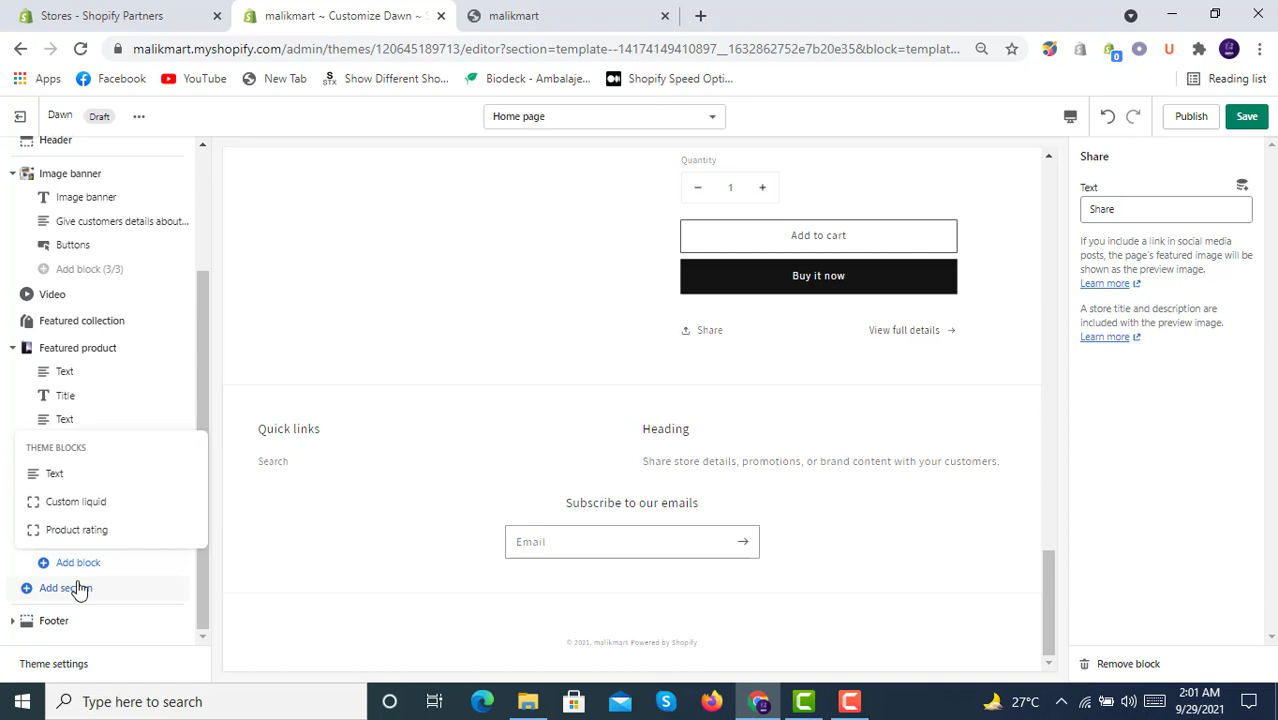 Stores - Shopify Partners
malikmart ~ Customize Dawn ~ S
malikmart
malikmart.myshopify.com/admin/themes/120645189713/editor?section=template--14174149410897__1632862752e7b20e35&block=templat...
0
Apps
Facebook
YouTube
New Tab
STX
Show Different Sho...
Biodeck - Ambalaje...
Shopify Speed Opti...
Reading list
Dawn
Draft
Home page
Publish
Save
Header
Image banner
Image banner
Give customers details about...
Buttons
Add block (3/3)
Video
Featured collection
Featured product
Text
Title
Text
THEME BLOCKS
Text
Custom liquid
Product rating
Add block
Add section
Footer
Theme settings
Quantity
1
Add to cart
Buy it now
Share
View full details
Quick links
Search
Heading
Share store details, promotions, or brand content with your customers.
Subscribe to our emails
Email
© 2021, malikmart Powered by Shopify
Share
Text
Share
If you include a link in social media
posts, the page's featured image will be
shown as the preview image.
Learn more
A store title and description are
included with the preview image.
Learn more
Remove block
Type here to search
27°C
2:01 AM
9/29/2021